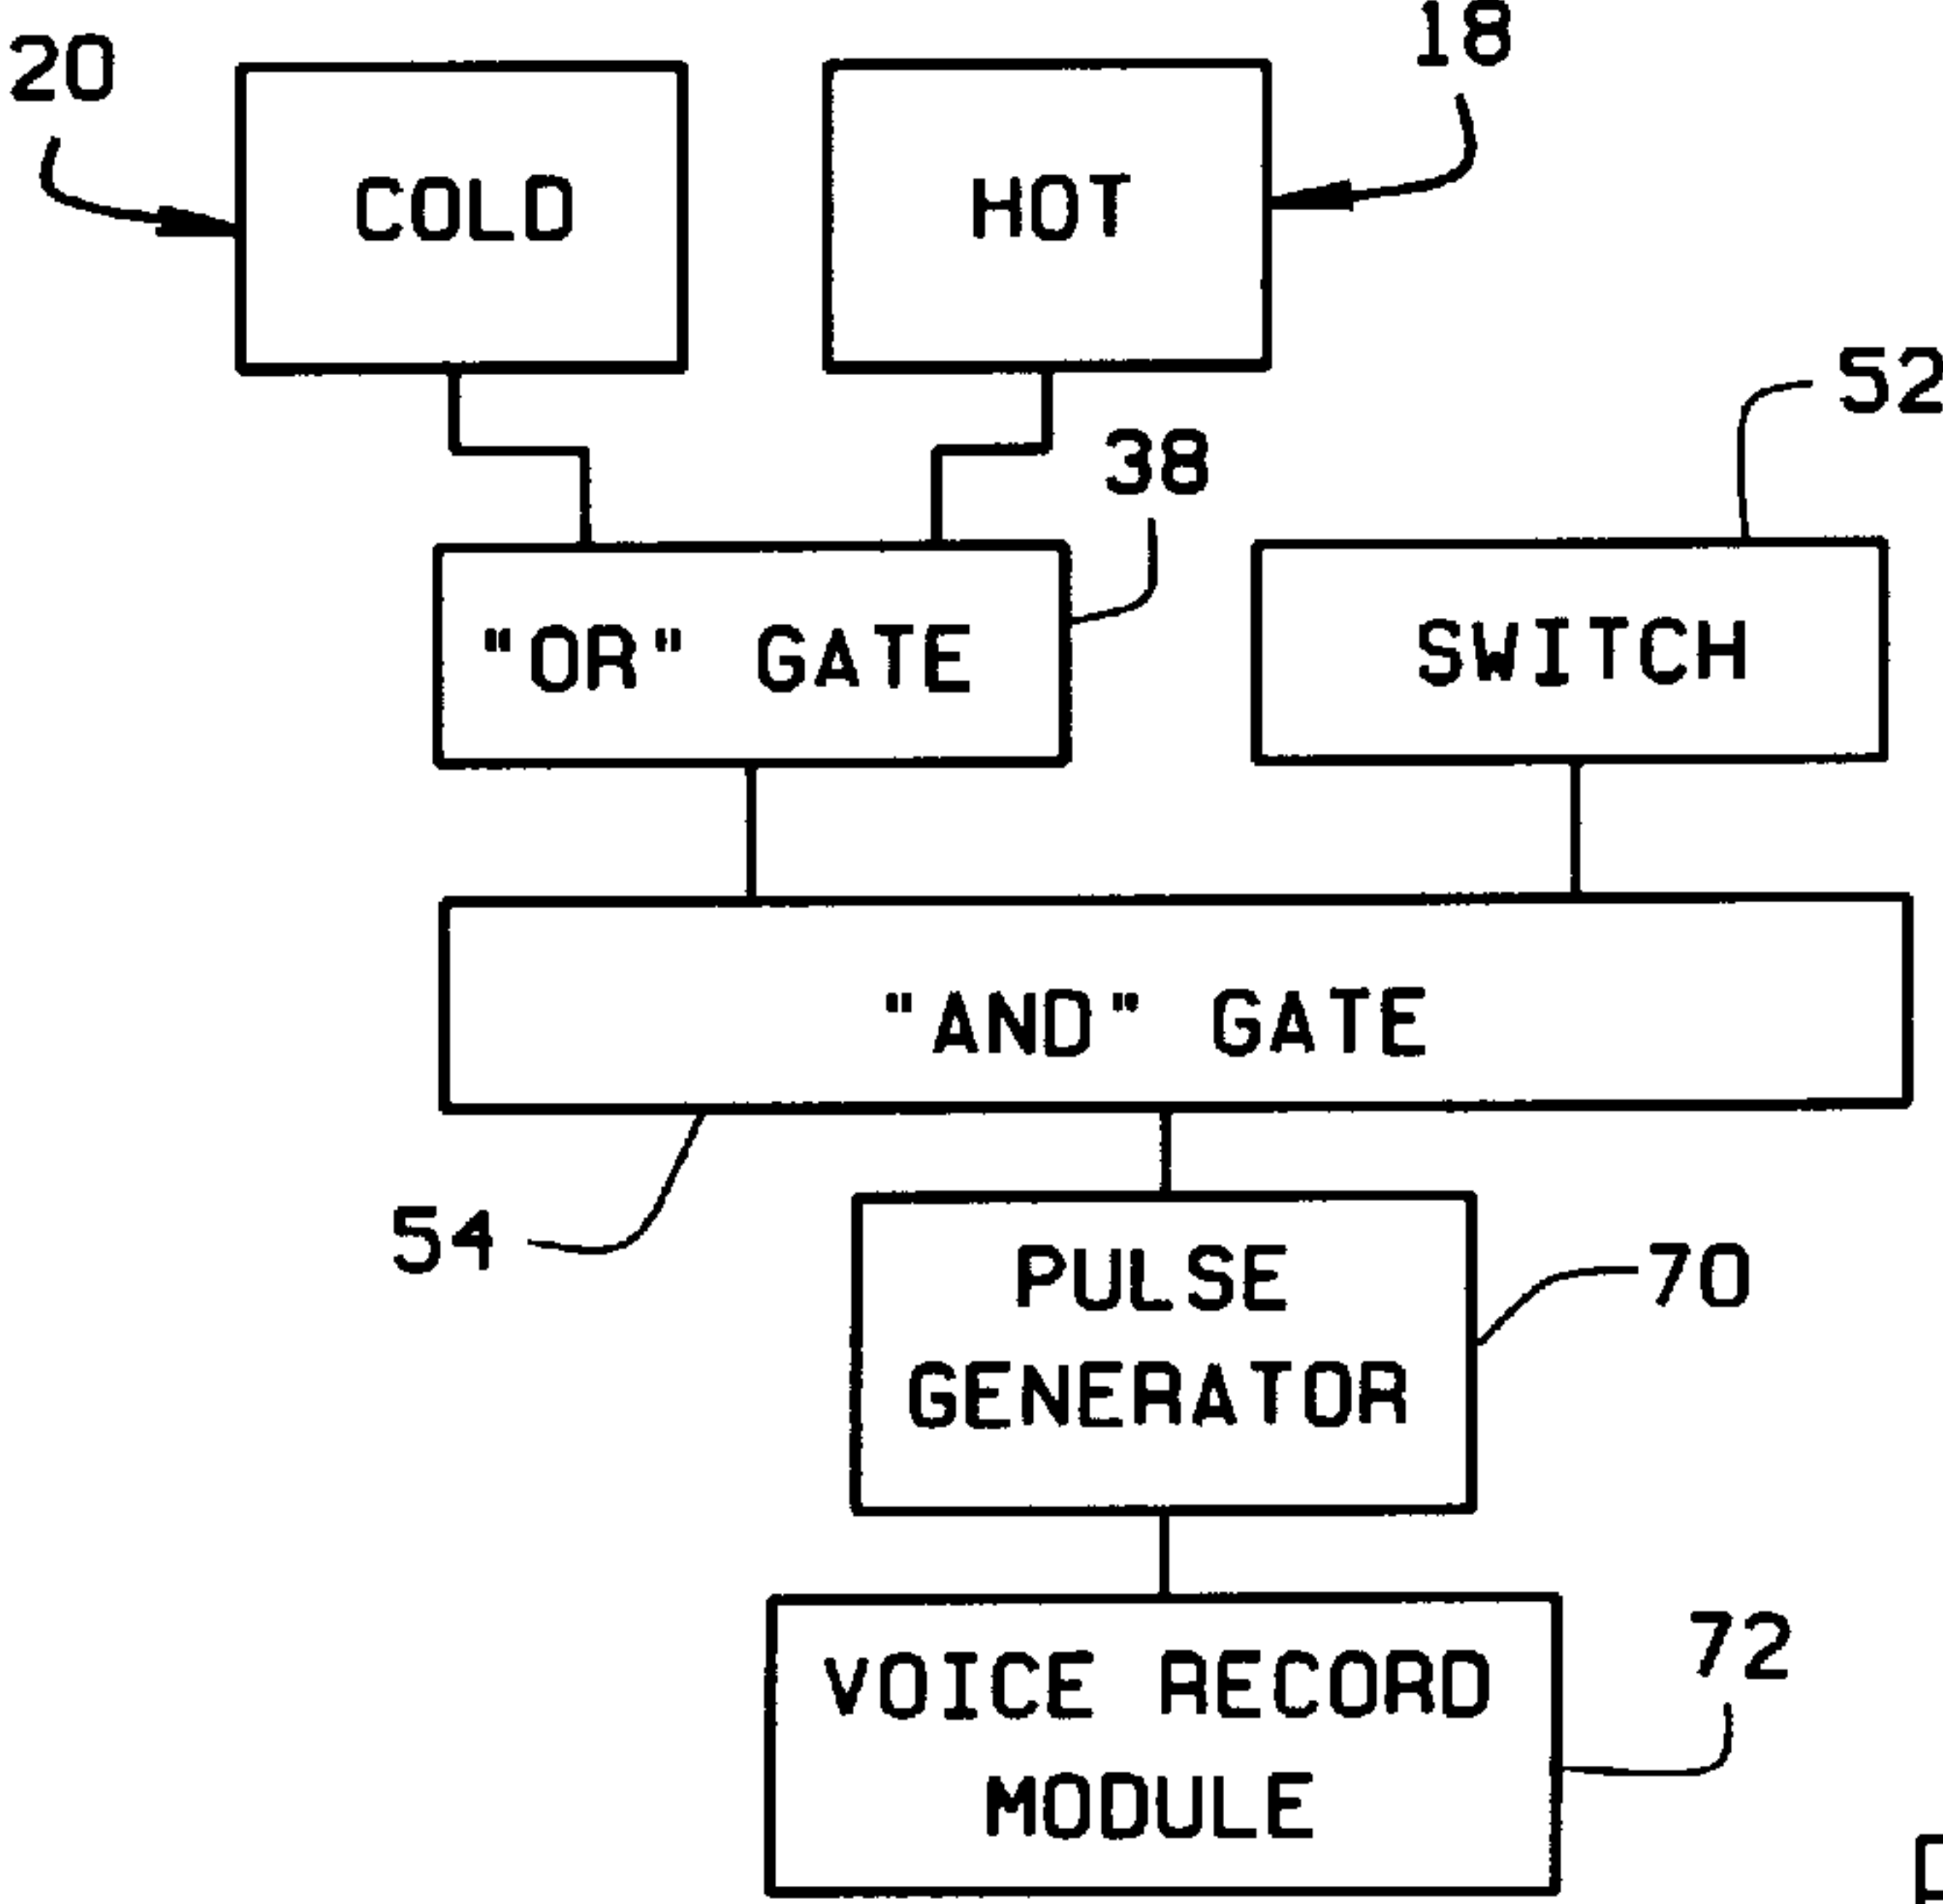 20
18
COLD
HOT
52
38
"OR" GATE
SWITCH
"AND" GATE
54
PULSE
GENERATOR
70
VOICE RECORD
MODULE
72